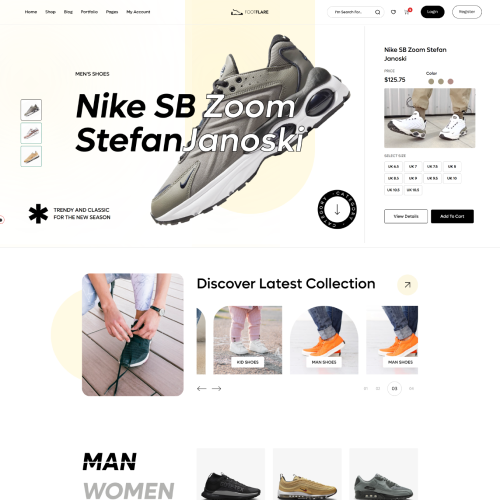 Home Shop Blog Portfolio Pages My Account
FOOTFLARE
I'm Search for..
Login
Register
MEN'S SHOES
Nike SB Zoom
StefanJanoski
TRENDY AND CLASSIC
FOR THE NEW SEASON
CATEGORY • CATEGORY •
Nike SB Zoom Stefan
Janoski
PRICE
Color
$125.75
SELECT SIZE
UK 6.5 UK 7 UK 7.5 UK 8
UK 8.5 UK 9 UK 9.5 UK 10
UK 10.5 UK 10.5
View Details
Add To Cart
Discover Latest Collection
KID SHOES
MAN SHOES
MAN SHOES
01 02 03 04
MAN
WOMEN